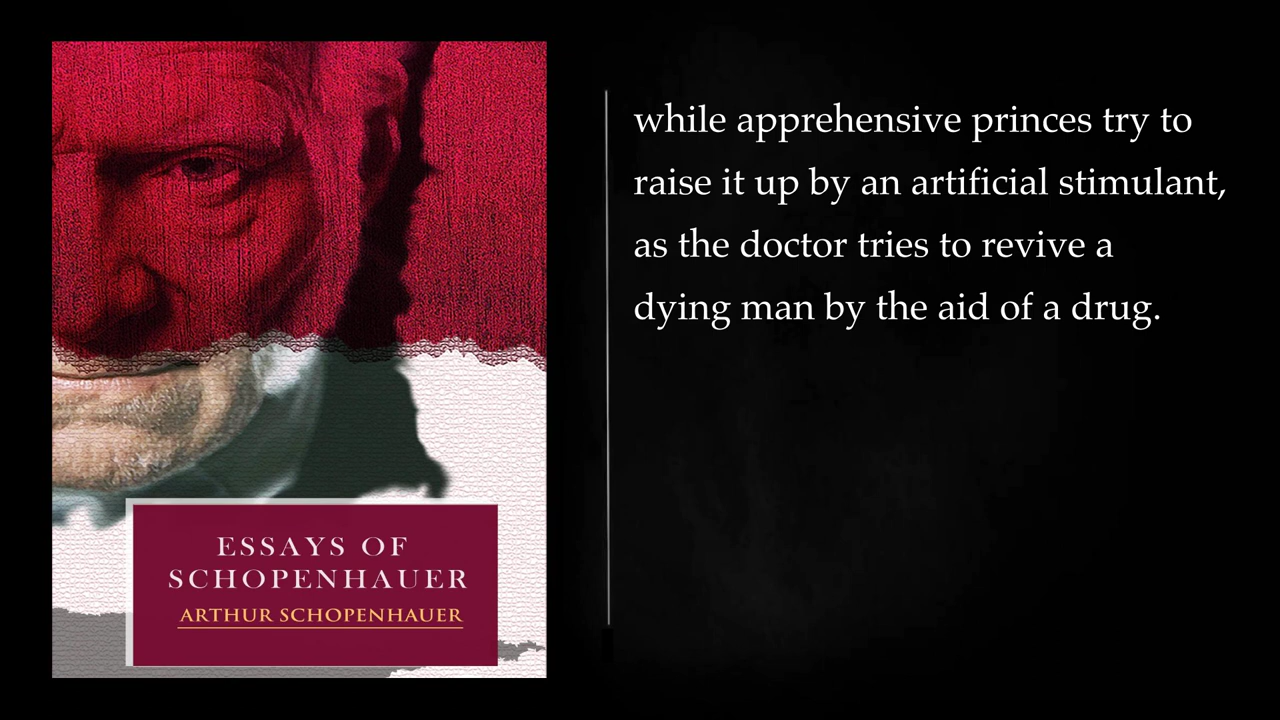 ESSAYS OF
SCHOPENHAUER
ARTHUR SCHOPENHAUER
while apprehensive princes try to
raise it up by an artificial stimulant,
as the doctor tries to revive a
dying man by the aid of a drug.